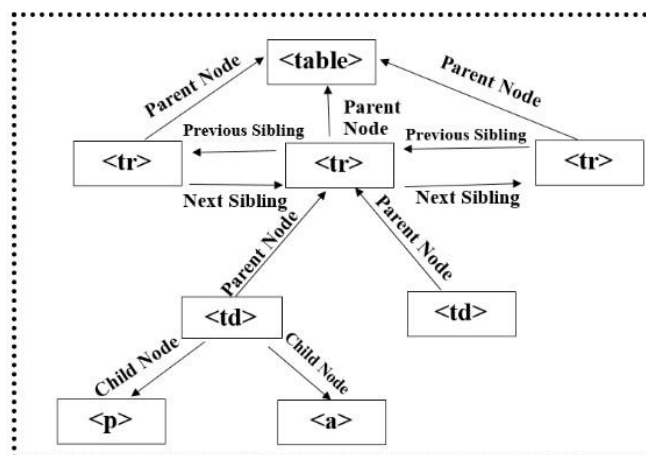 <table>
Parent Node
Parent
Node
Parent Node
Previous Sibling
Previous Sibling
<tr>
<tr>
<tr>
Next Sibling
Next Sibling
Parent Node
Parent Node
<td>
<td>
Child Node
Child Node
<p>
<a>